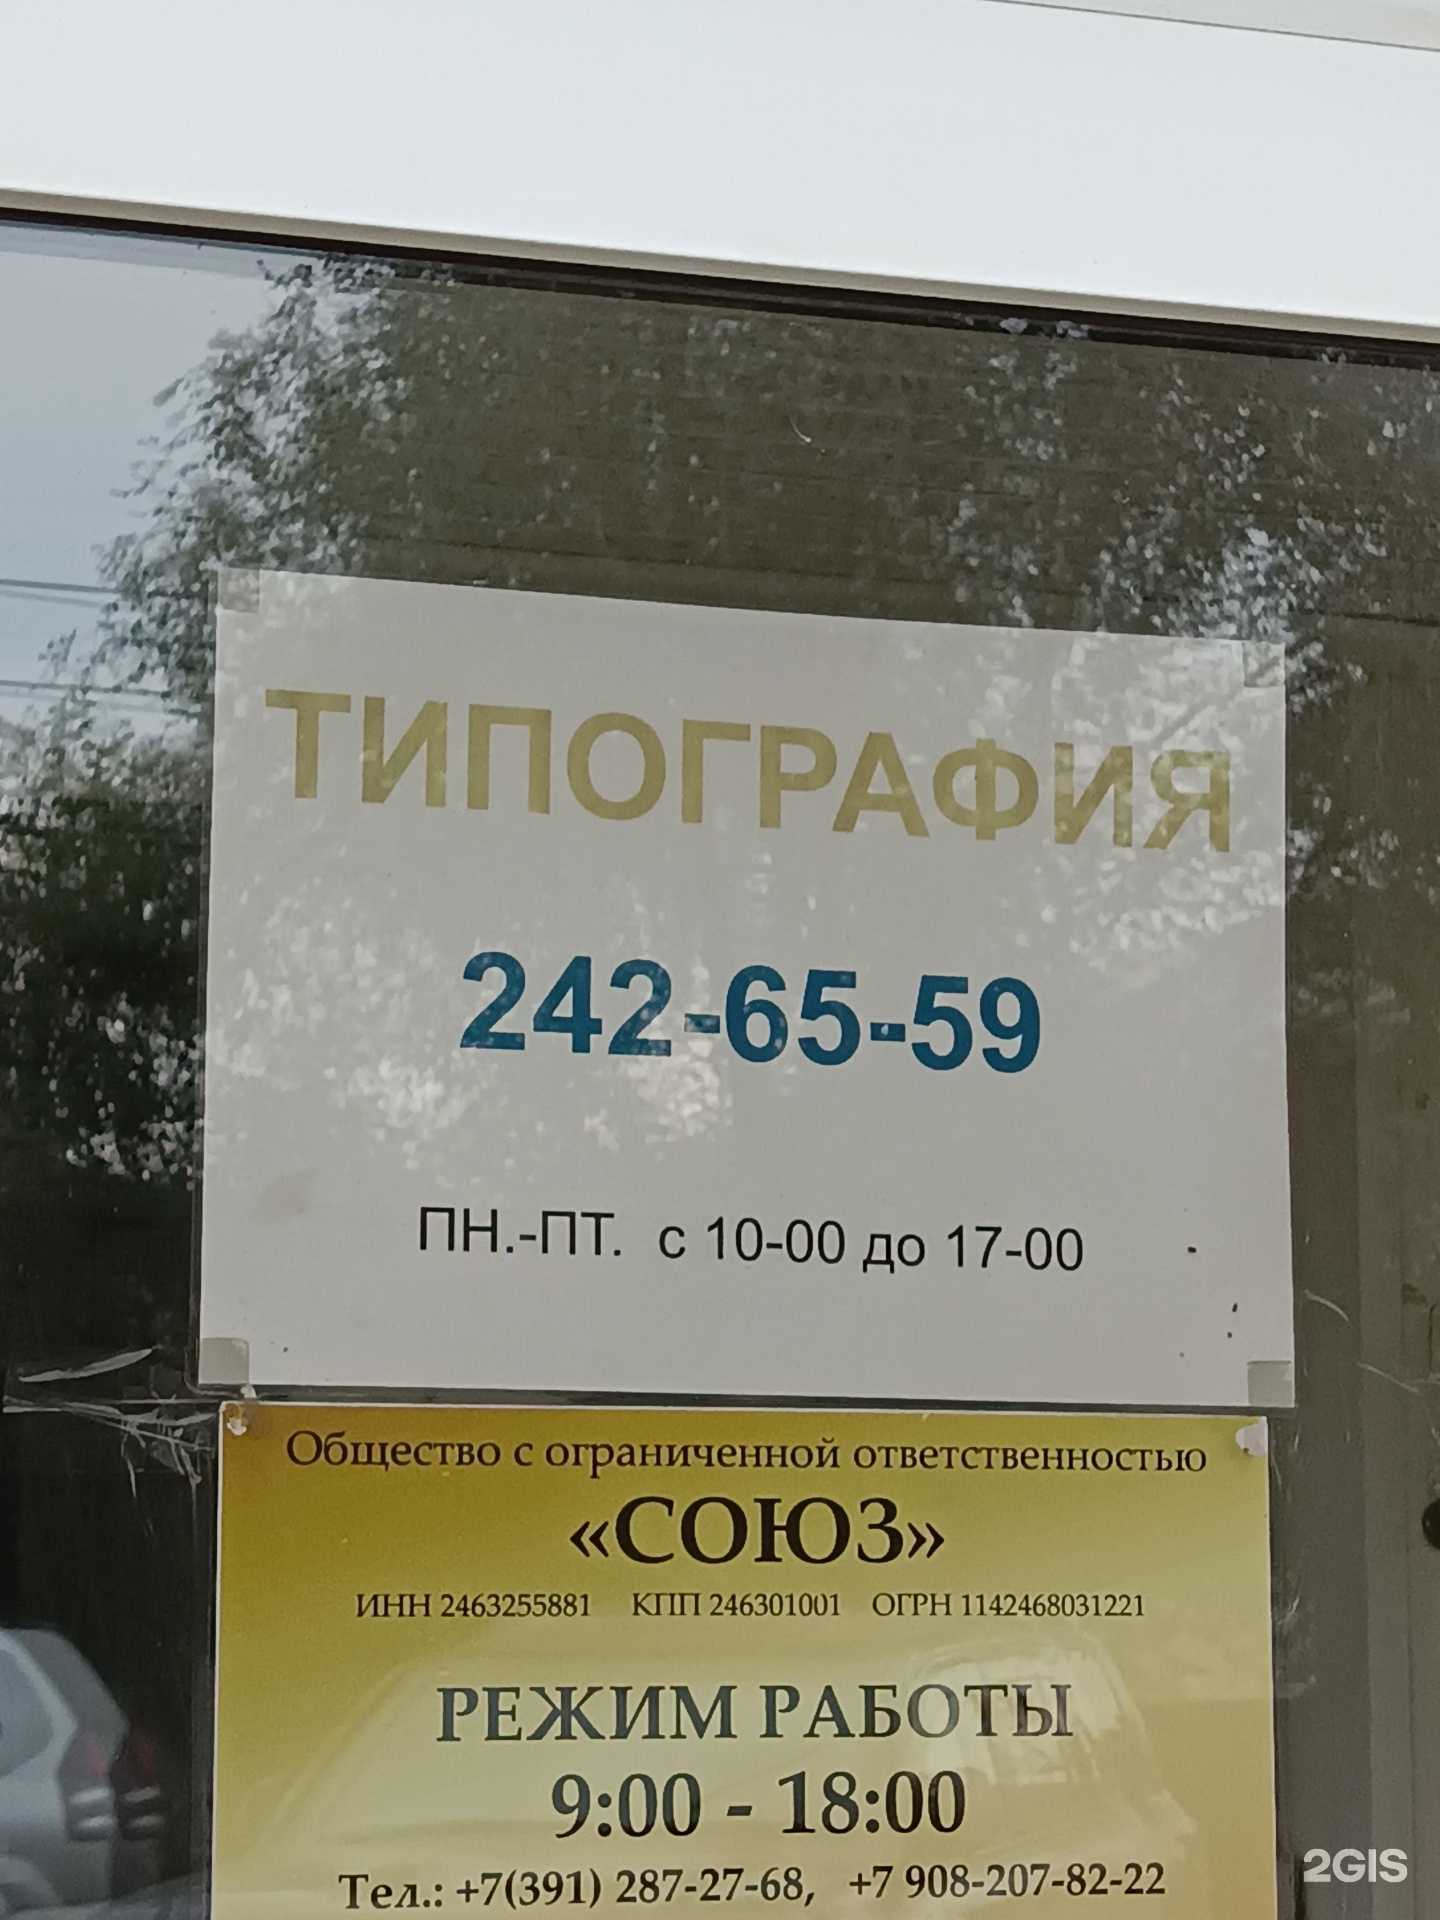 ТИПОГРАФИЯ
242-65-59
ПН.-ПТ. с 10-00 до 17-00
Общество с ограниченной ответственностью
«СОЮЗ»
ИНН 2463255881 КПП 246301001 ОГРН 1142468031221
РЕЖИМ РАБОТЫ
9:00 - 18:00
Тел.: +7(391) 287-27-68, +7 908-207-82-22
2GIS